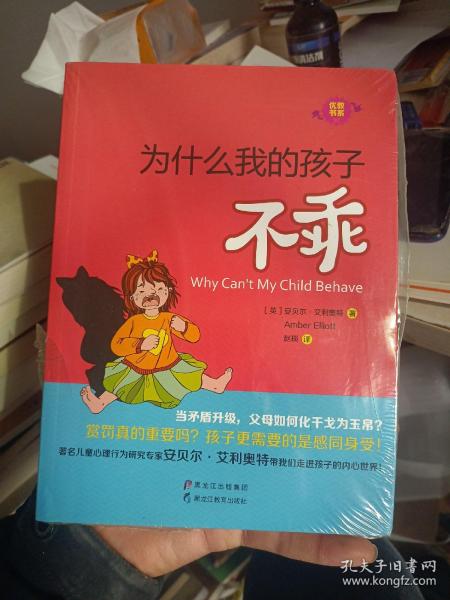 优教
书系
为什么我的孩子
不乖
Why Can't My Child Behave
[英] 安贝尔·艾利奥特 著
Amber Elliott
赵巍 译
当矛盾升级，父母如何化干戈为玉帛？
赏罚真的重要吗？孩子更需要的是感同身受！
著名儿童心理行为研究专家安贝尔·艾利奥特带我们走进孩子的内心世界！
黑龙江出版集团
黑龙江教育出版社
孔夫子旧书网
www.kongfz.com